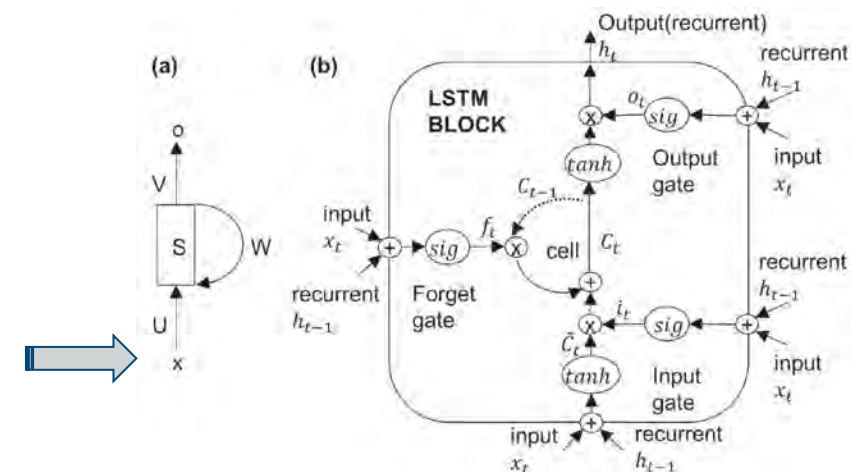 (a)
o
V
S
W
U
x
(b)
Output(recurrent)
h_t
LSTM
BLOCK
recurrent
h_{t-1}
o_t
sig
+
x
input
x_t
Output
gate
tanh
C_{t-1}
input
x_t
f_t
+
sig
x
cell
C_t
recurrent
h_{t-1}
Forget
gate
+
recurrent
h_{t-1}
x
i_t
sig
+
C̃_t
tanh
Input
gate
input
x_t
+
input
x_t
recurrent
h_{t-1}